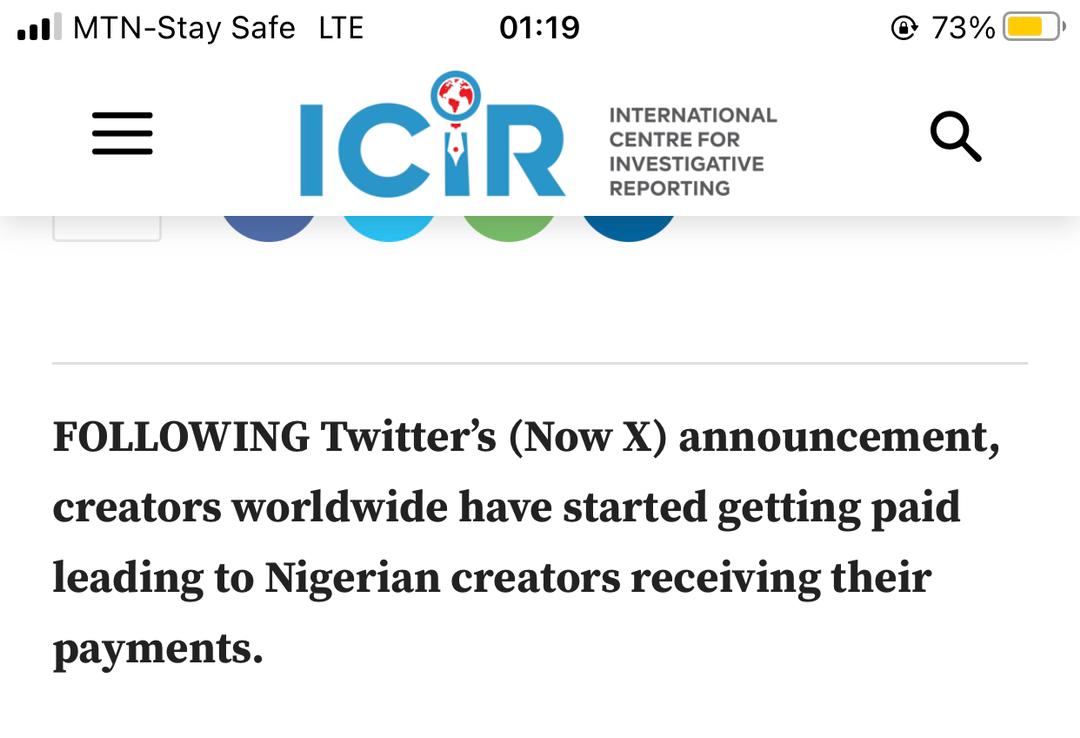 MTN-Stay Safe LTE 01:19 73%
ICiR
INTERNATIONAL
CENTRE FOR
INVESTIGATIVE
REPORTING
FOLLOWING Twitter’s (Now X) announcement,
creators worldwide have started getting paid
leading to Nigerian creators receiving their
payments.